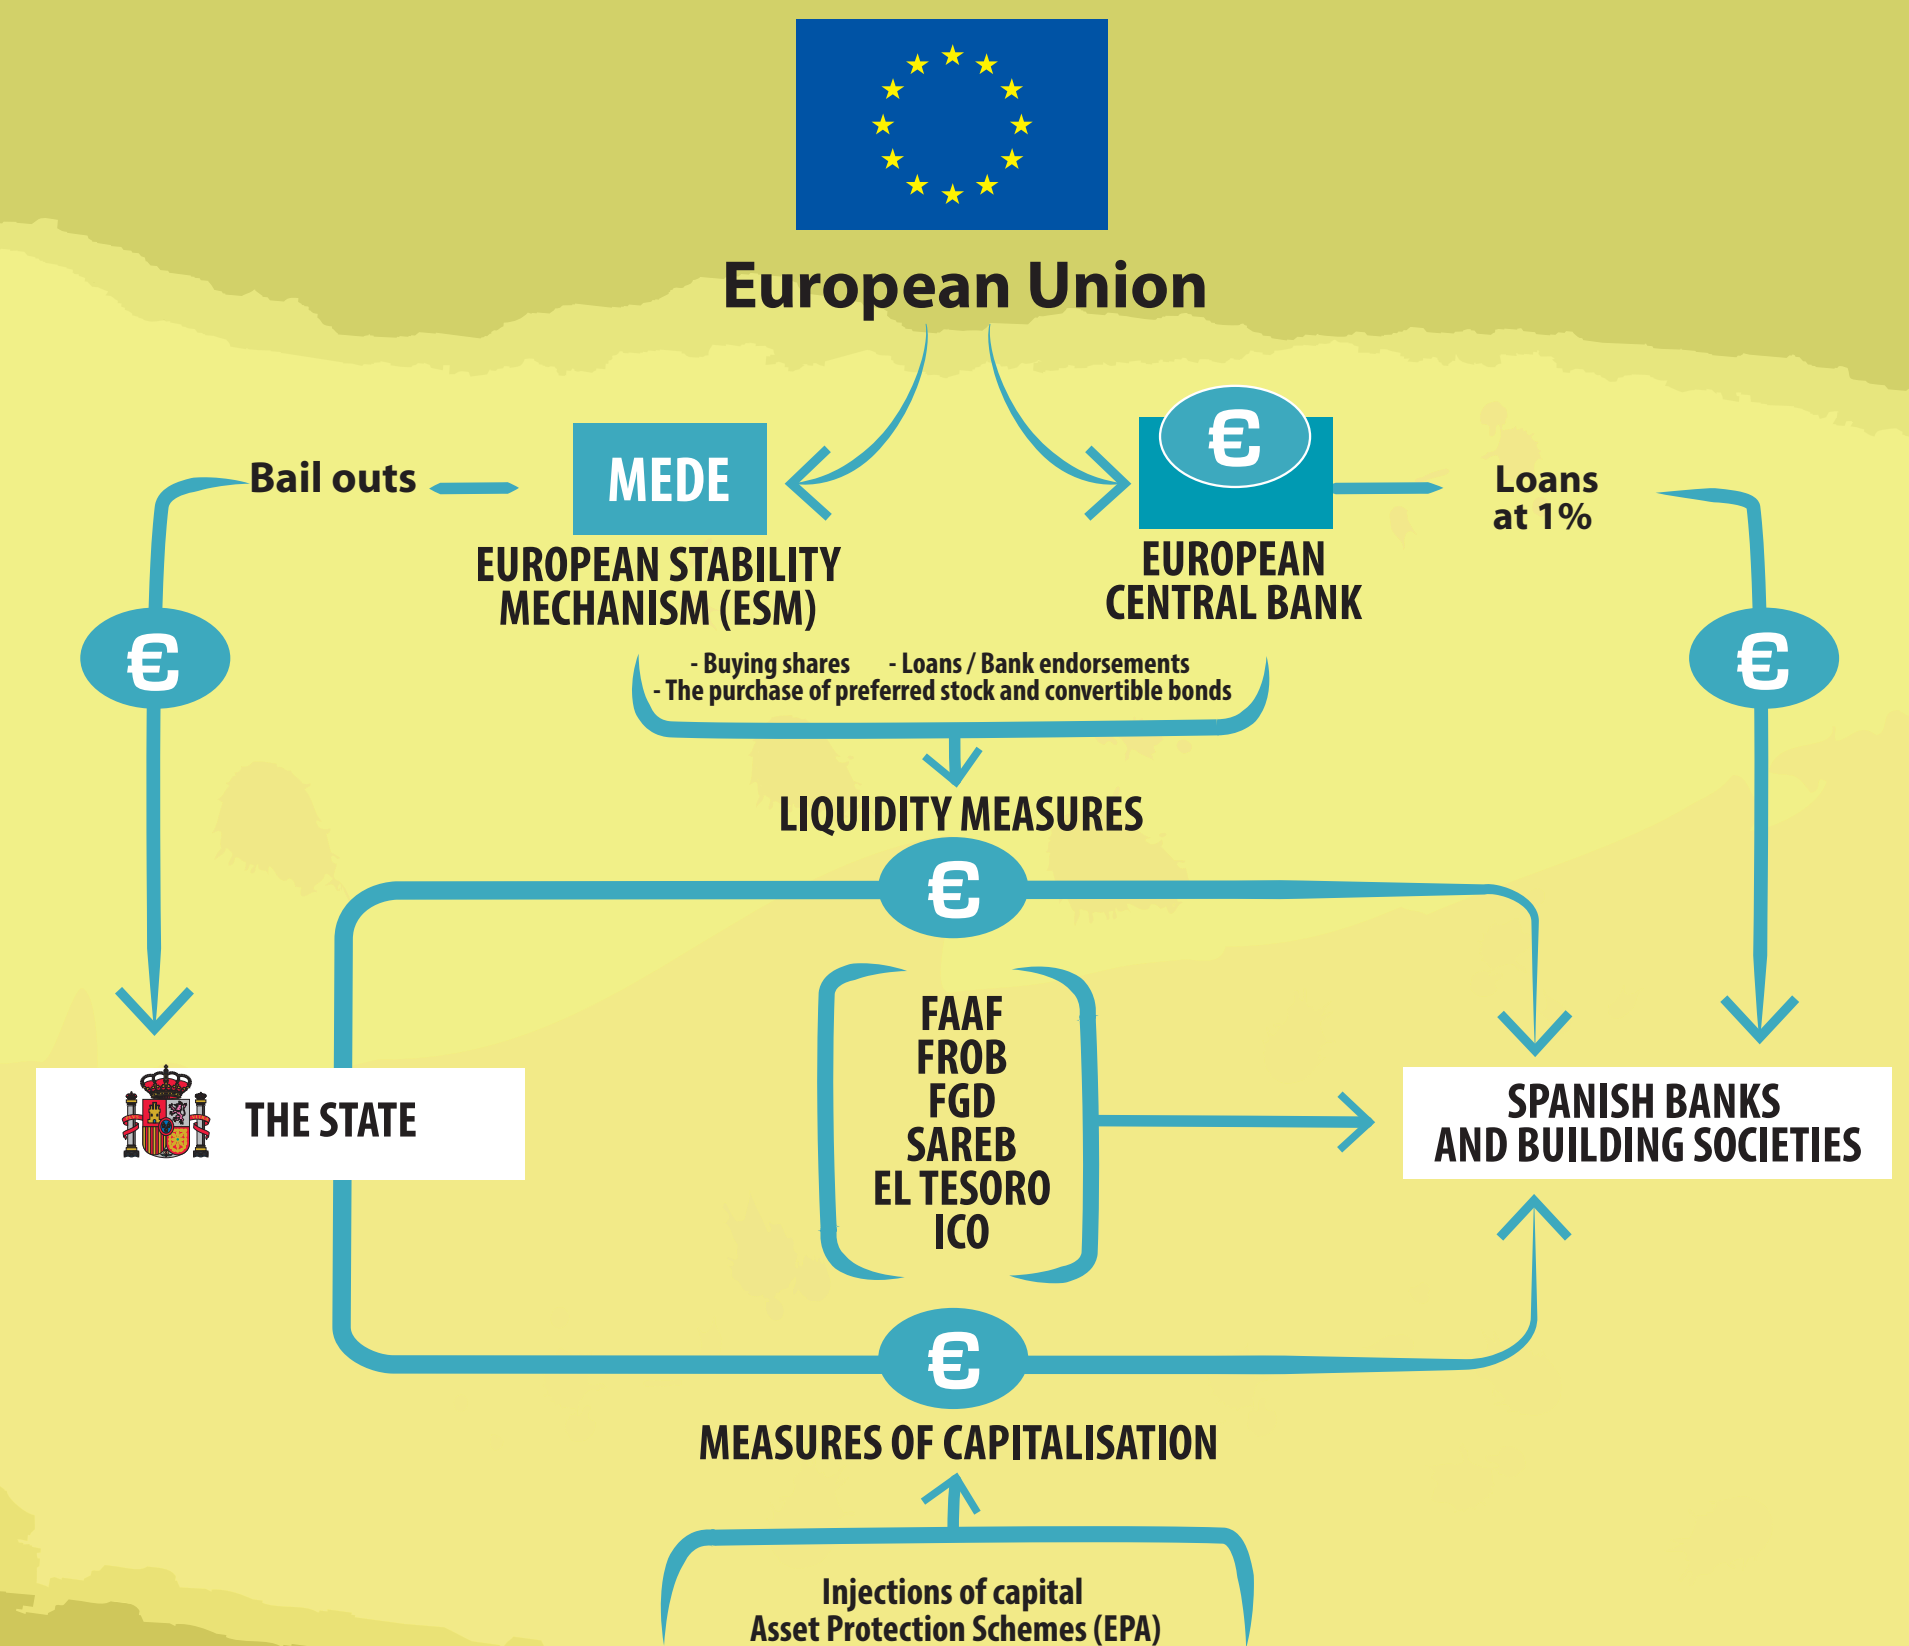 European Union
Bail outs
MEDE
EUROPEAN STABILITY
MECHANISM (ESM)
€
EUROPEAN
CENTRAL BANK
Loans
at 1%
€
€
- Buying shares - Loans / Bank endorsements
- The purchase of preferred stock and convertible bonds
LIQUIDITY MEASURES
€
THE STATE
FAAF
FROB
FGD
SAREB
EL TESORO
ICO
SPANISH BANKS
AND BUILDING SOCIETIES
€
MEASURES OF CAPITALISATION
Injections of capital
Asset Protection Schemes (EPA)